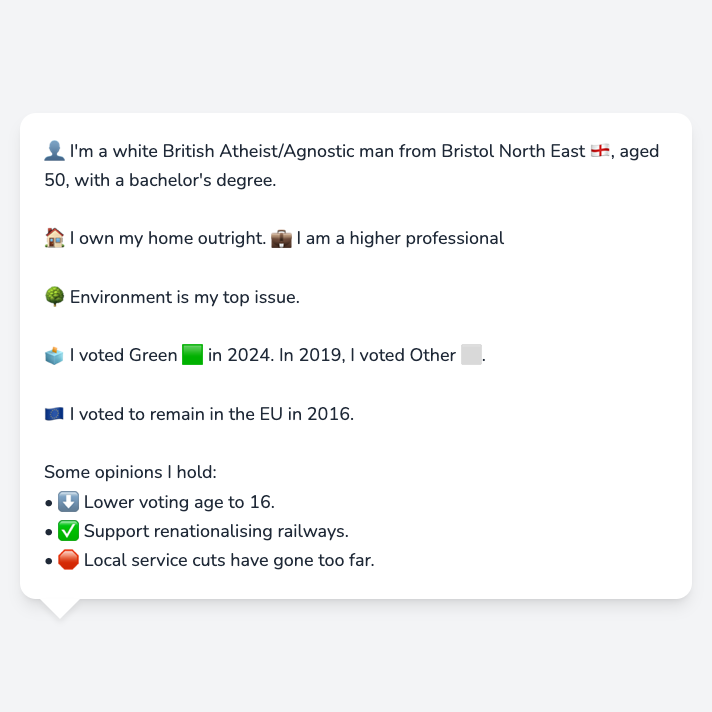 👤 I'm a white British Atheist/Agnostic man from Bristol North East 🏴󠁧󠁢󠁥󠁮󠁧󠁿, aged
50, with a bachelor's degree.
🏠 I own my home outright. 💼 I am a higher professional
🌳 Environment is my top issue.
🗳️ I voted Green 🟩 in 2024. In 2019, I voted Other ⬜.
🇪🇺 I voted to remain in the EU in 2016.
Some opinions I hold:
• ⬇️ Lower voting age to 16.
• ✅ Support renationalising railways.
• 🛑 Local service cuts have gone too far.